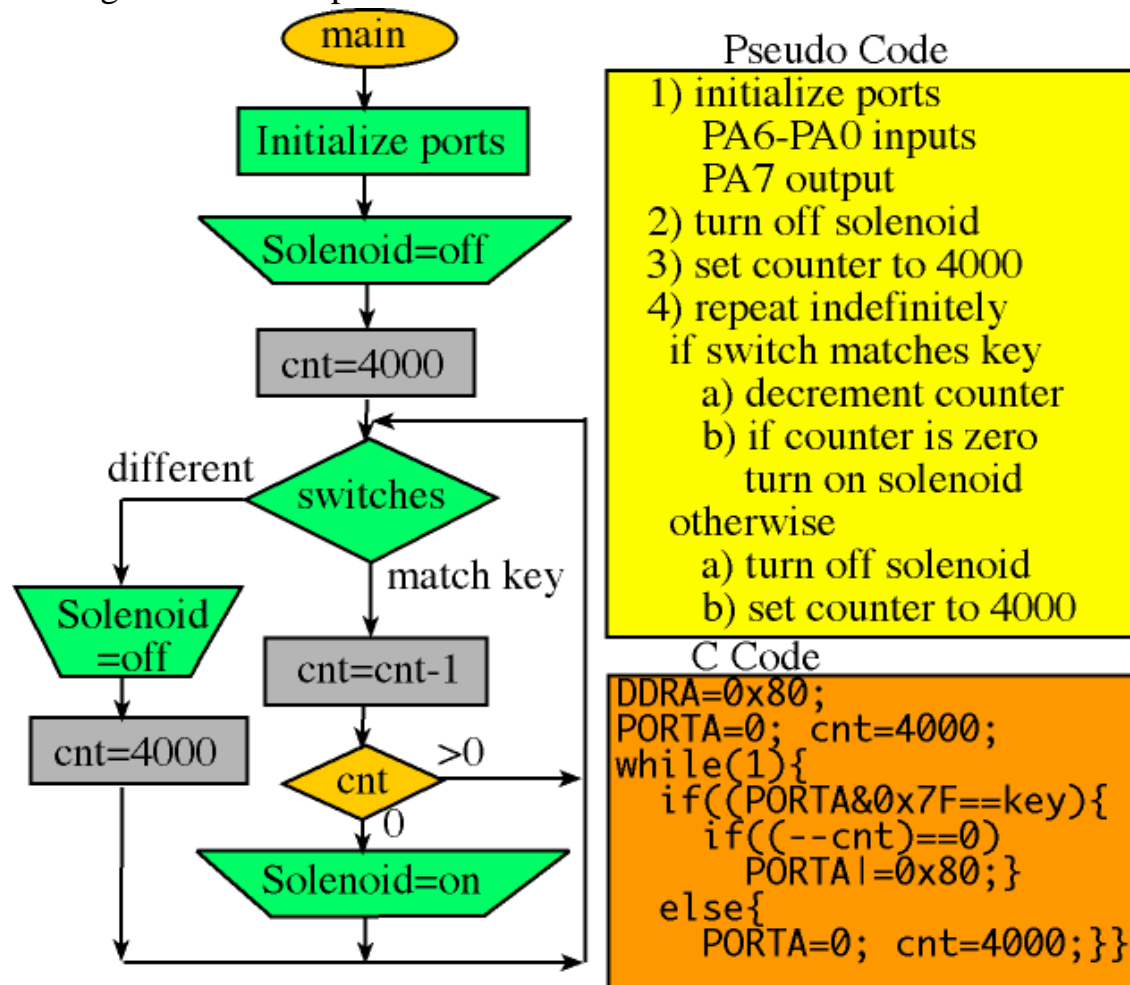 main
Initialize ports
Solenoid=off
cnt=4000
different
switches
match key
Solenoid
=off
cnt=cnt-1
cnt=4000
>0
cnt
0
Solenoid=on
Pseudo Code
1) initialize ports
PA6-PA0 inputs
PA7 output
2) turn off solenoid
3) set counter to 4000
4) repeat indefinitely
if switch matches key
a) decrement counter
b) if counter is zero
turn on solenoid
otherwise
a) turn off solenoid
b) set counter to 4000
C Code
DDRA=0x80;
PORTA=0; cnt=4000;
while(1){
if((PORTA&0x7F==key){
if((--cnt)==0)
PORTA|=0x80;}
else{
PORTA=0; cnt=4000;}}